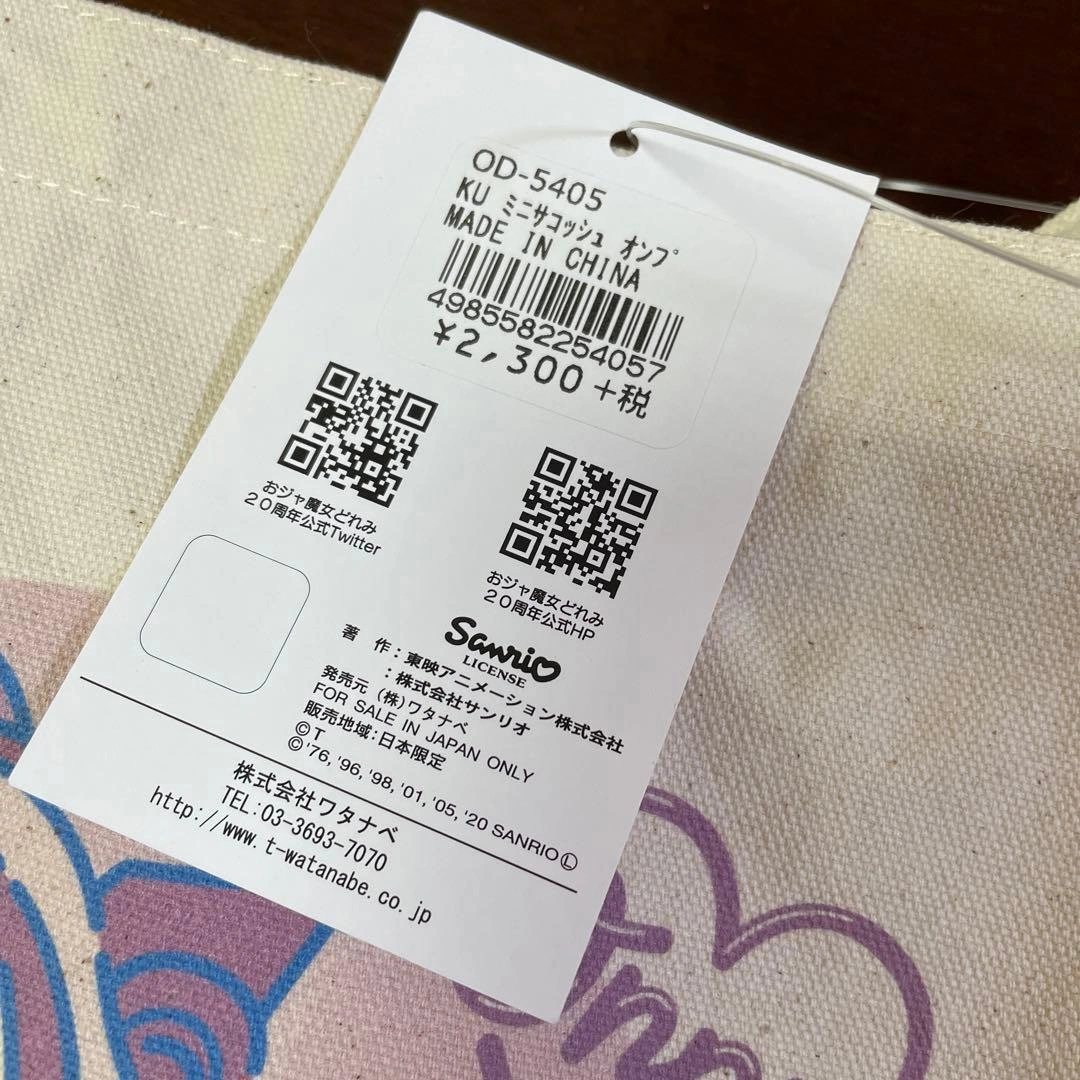 OD-5405
KU ミニサコッシュ オンプ
MADE IN CHINA
4985582254057
¥2,300+税
おジャ魔女どれみ
20周年公式Twitter
おジャ魔女どれみ
20周年公式HP
Sanrio
LICENSE
著 作:東映アニメーション株式会社
:株式会社サンリオ
発売元 (株)ワタナベ
FOR SALE IN JAPAN ONLY
販売地域:日本限定
©T
©'76, '96, '98, '01, '05, '20 SANRIO Ⓛ
株式会社ワタナベ
TEL:03-3693-7070
http://www.t-watanabe.co.jp